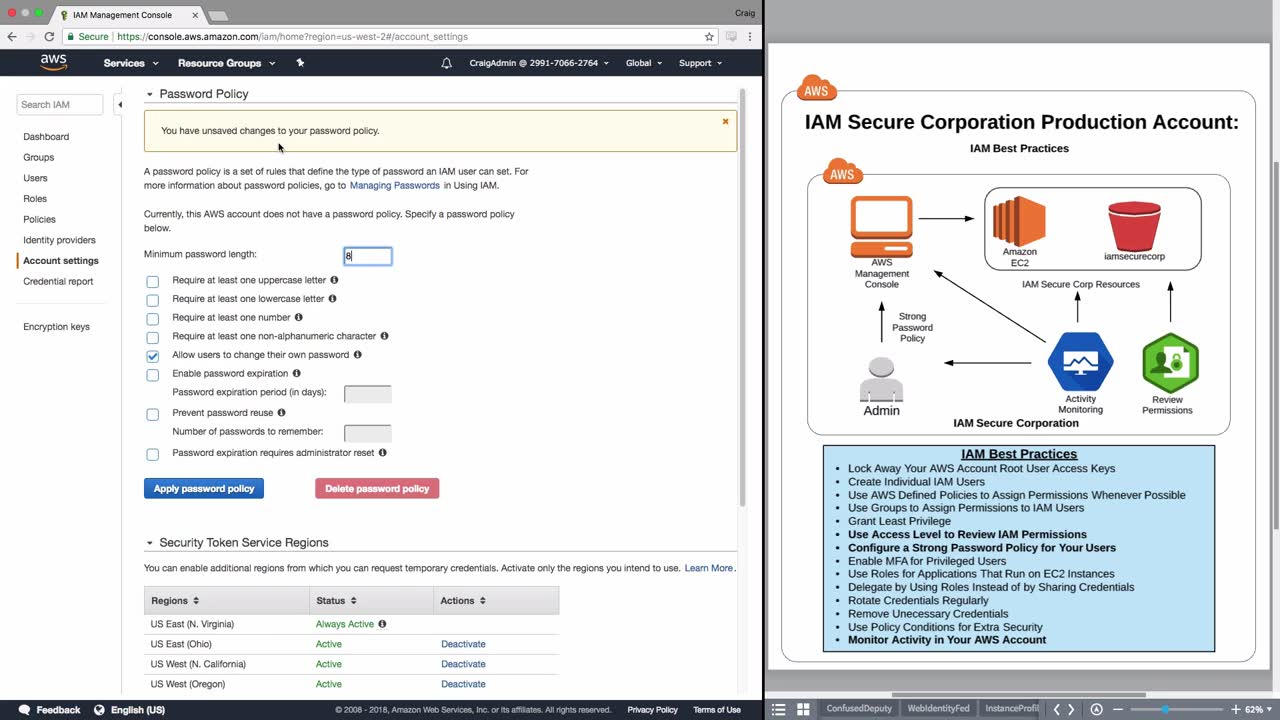 IAM Management Console
Craig
Secure
https://console.aws.amazon.com/iam/home?region=us-west-2#/account_settings
aws
Services
Resource Groups
CraigAdmin @ 2991-7066-2764
Global
Support
Search IAM
Dashboard
Groups
Users
Roles
Policies
Identity providers
Account settings
Credential report
Encryption keys
Password Policy
You have unsaved changes to your password policy.
A password policy is a set of rules that define the type of password an IAM user can set. For
more information about password policies, go to Managing Passwords in Using IAM.
Currently, this AWS account does not have a password policy. Specify a password policy
below.
Minimum password length: 8
Require at least one uppercase letter
Require at least one lowercase letter
Require at least one number
Require at least one non-alphanumeric character
Allow users to change their own password
Enable password expiration
Password expiration period (in days):
Prevent password reuse
Number of passwords to remember:
Password expiration requires administrator reset
Apply password policy
Delete password policy
Security Token Service Regions
You can enable additional regions from which you can request temporary credentials. Activate only the regions you intend to use. Learn More.
Regions Status Actions
US East (N. Virginia) Always Active
US East (Ohio) Active Deactivate
US West (N. California) Active Deactivate
US West (Oregon) Active Deactivate
Feedback
English (US)
© 2008 - 2018, Amazon Web Services, Inc. or its affiliates. All rights reserved.
Privacy Policy
Terms of Use
AWS
IAM Secure Corporation Production Account:
IAM Best Practices
AWS
AWS
Management
Console
Amazon
EC2
iamsecurecorp
IAM Secure Corp Resources
Strong
Password
Policy
Admin
Activity
Monitoring
Review
Permissions
IAM Secure Corporation
IAM Best Practices
• Lock Away Your AWS Account Root User Access Keys
• Create Individual IAM Users
• Use AWS Defined Policies to Assign Permissions Whenever Possible
• Use Groups to Assign Permissions to IAM Users
• Grant Least Privilege
• Use Access Level to Review IAM Permissions
• Configure a Strong Password Policy for Your Users
• Enable MFA for Privileged Users
• Use Roles for Applications That Run on EC2 Instances
• Delegate by Using Roles Instead of by Sharing Credentials
• Rotate Credentials Regularly
• Remove Unecessary Credentials
• Use Policy Conditions for Extra Security
• Monitor Activity in Your AWS Account
ConfusedDeputy
WebIdentityFed
InstanceProfil
62%